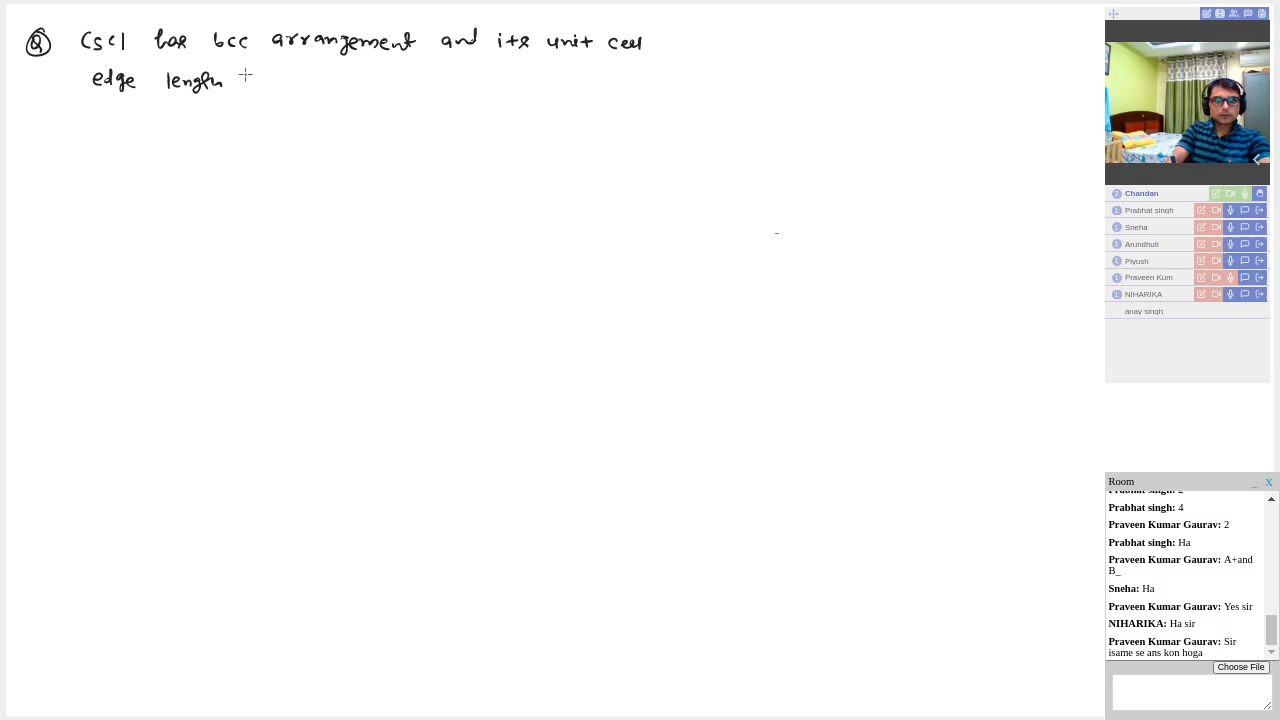 Q CsCl has bcc arrangement and its unit cell
edge length
Chandan
Prabhat singh
Sneha
Arundhuti
Piyush
Praveen Kum
NIHARIKA
anay singh
Room _ X
Prabhat singh: 2
Prabhat singh: 4
Praveen Kumar Gaurav: 2
Prabhat singh: Ha
Praveen Kumar Gaurav: A+and
B_
Sneha: Ha
Praveen Kumar Gaurav: Yes sir
NIHARIKA: Ha sir
Praveen Kumar Gaurav: Sir
isame se ans kon hoga
Choose File